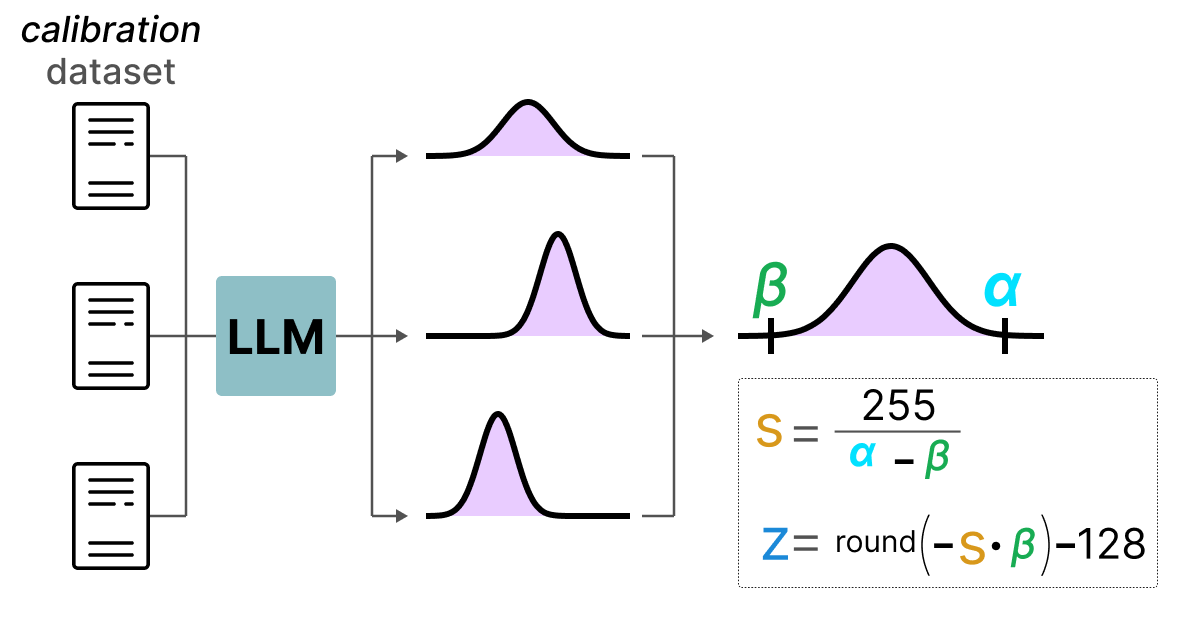 calibration
dataset
LLM
β
α
s = 255 / α - β
z = round(-s · β)-128